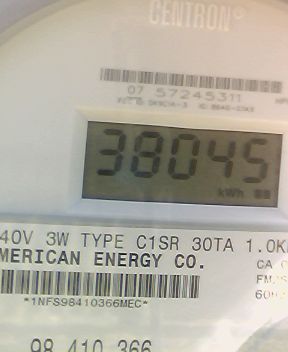 CENTRON®
07 57245311
38045
kWh
40V 3W TYPE C1SR 30TA 1.0K
MERICAN ENERGY CO.
CA
*1NFS98410366MEC*
98 410 366